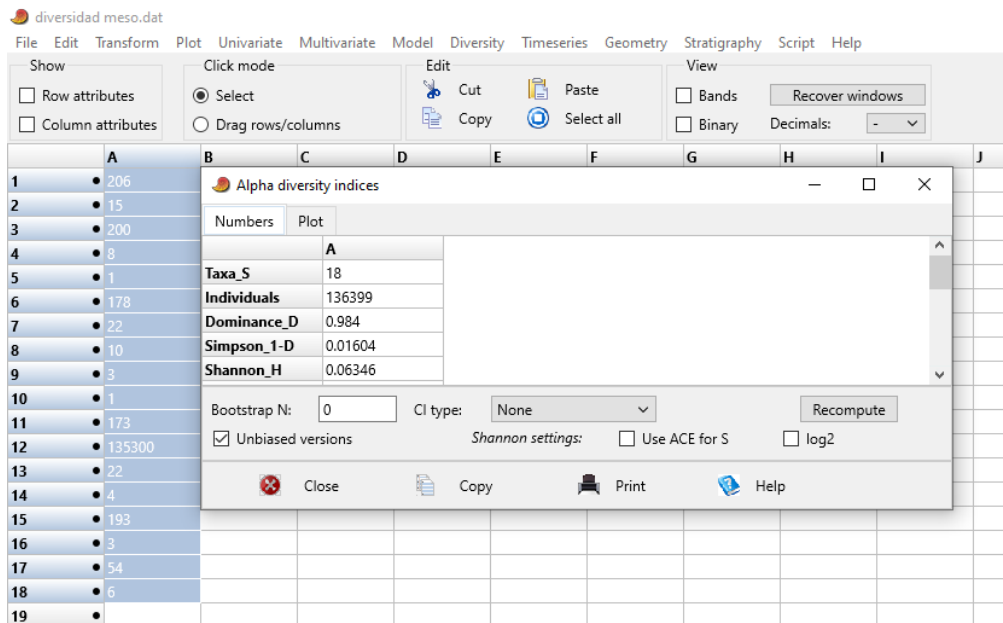 diversidad meso.dat
File Edit Transform Plot Univariate Multivariate Model Diversity Timeseries Geometry Stratigraphy Script Help
Show Click mode Edit View
Row attributes Select Cut Paste Bands Recover windows
Column attributes Drag rows/columns Copy Select all Binary Decimals: -
A B C D E F G H I J
1 206
2 15
3 200
4 8
5 1
6 178
7 22
8 10
9 3
10 1
11 173
12 135300
13 22
14 4
15 193
16 3
17 54
18 6
19
Alpha diversity indices
Numbers Plot
A
Taxa_S 18
Individuals 136399
Dominance_D 0.984
Simpson_1-D 0.01604
Shannon_H 0.06346
Bootstrap N: 0 CI type: None Recompute
Unbiased versions Shannon settings: Use ACE for S log2
Close Copy Print Help